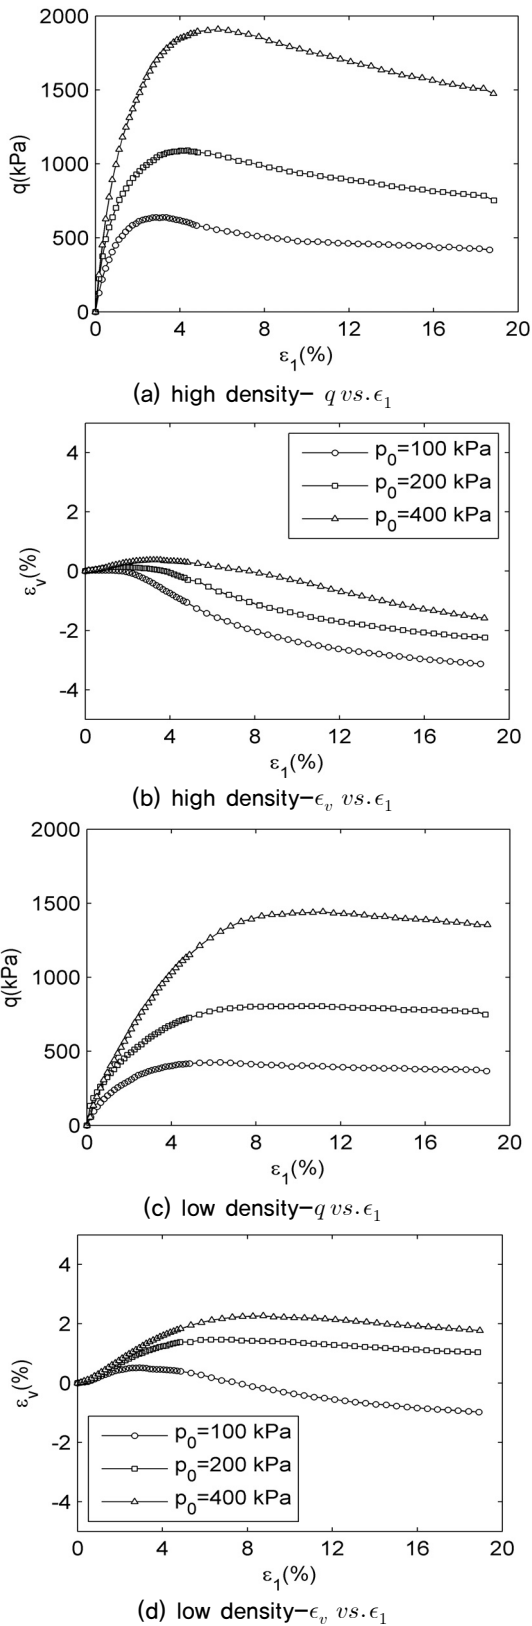 2000
1500
1000
500
0
q(kPa)
0 4 8 12 16 20
ε1(%)
(a) high density- q vs.ϵ1
4
2
0
-2
-4
εv(%)
p0=100 kPa
p0=200 kPa
p0=400 kPa
0 4 8 12 16 20
ε1(%)
(b) high density-ϵv vs.ϵ1
2000
1500
1000
500
0
q(kPa)
0 4 8 12 16 20
ε1(%)
(c) low density-q vs.ϵ1
4
2
0
-2
-4
εv(%)
p0=100 kPa
p0=200 kPa
p0=400 kPa
0 4 8 12 16 20
ε1(%)
(d) low density-ϵv vs.ϵ1